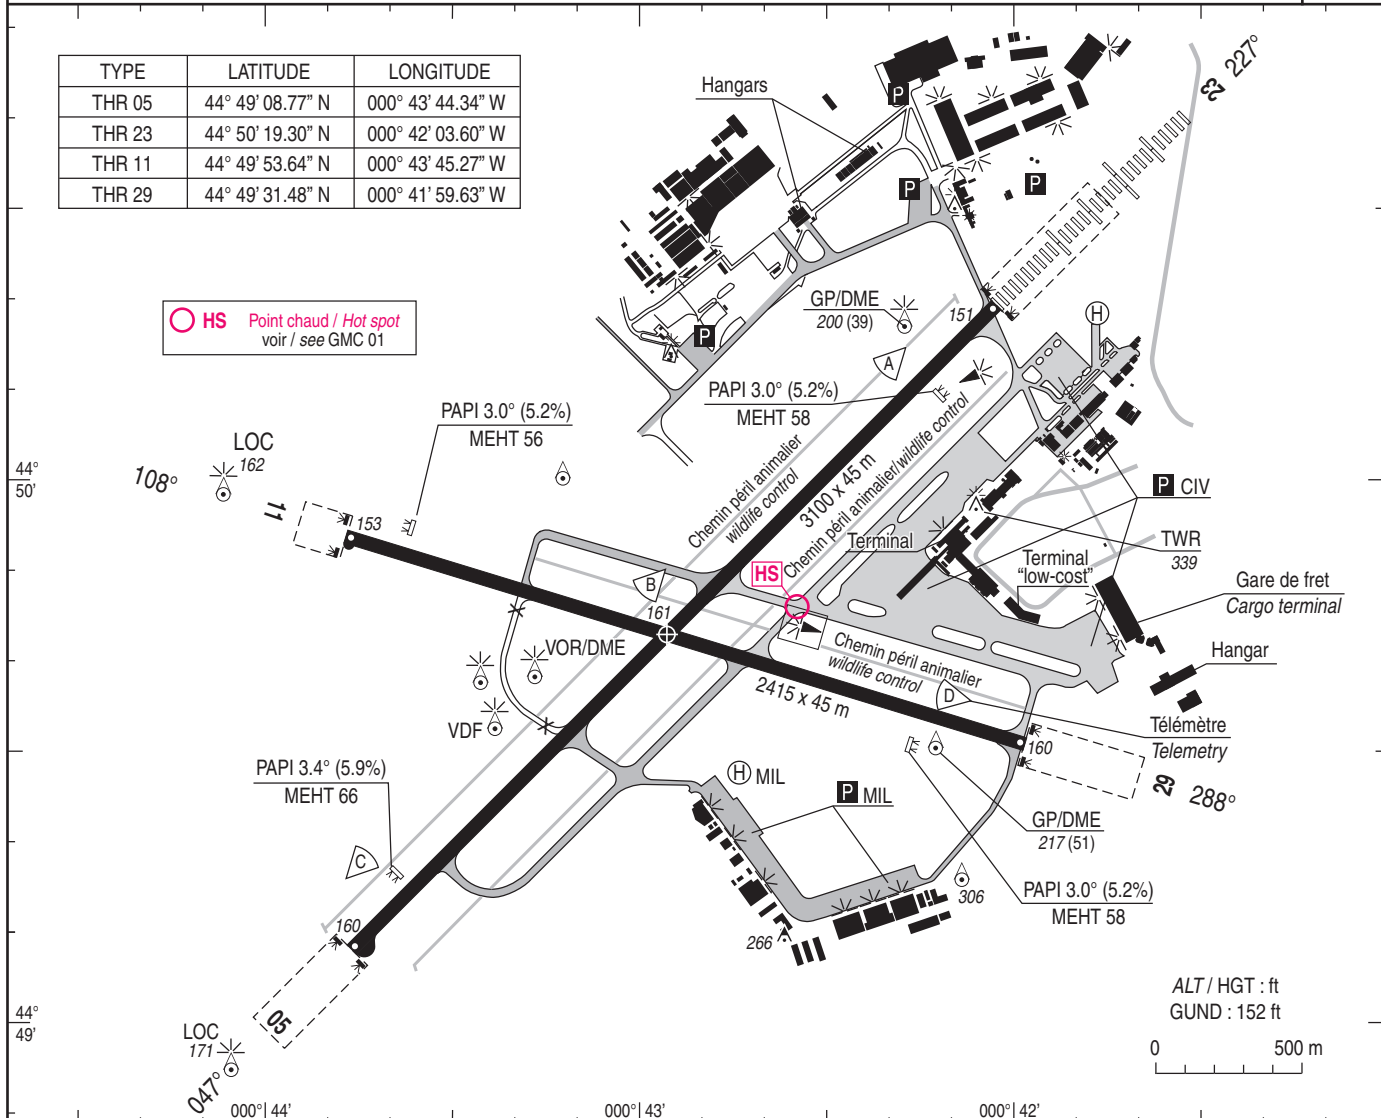 TYPE LATITUDE LONGITUDE
THR 05 44° 49' 08.77" N 000° 43' 44.34" W
THR 23 44° 50' 19.30" N 000° 42' 03.60" W
THR 11 44° 49' 53.64" N 000° 43' 45.27" W
THR 29 44° 49' 31.48" N 000° 41' 59.63" W
HS Point chaud / Hot spot
voir / see GMC 01
Hangars
P
P
P
P
23 227°
GP/DME
200 (39)
151
H
A
PAPI 3.0° (5.2%)
MEHT 58
PAPI 3.0° (5.2%)
MEHT 56
LOC
162
108°
11
153
44°
50'
Chemin péril animalier
wildlife control
3100 x 45 m
Chemin péril animalier/wildlife control
P CIV
Terminal
TWR
339
Terminal
"low-cost"
Gare de fret
Cargo terminal
Hangar
HS
B
161
VOR/DME
VDF
Chemin péril animalier
wildlife control
2415 x 45 m
D
Télémètre
Telemetry
160
29 288°
PAPI 3.4° (5.9%)
MEHT 66
H MIL
P MIL
GP/DME
217 (51)
PAPI 3.0° (5.2%)
MEHT 58
306
266
C
160
05
LOC
171
047°
44°
49'
ALT / HGT : ft
GUND : 152 ft
0 500 m
000° 44' 000° 43' 000° 42'